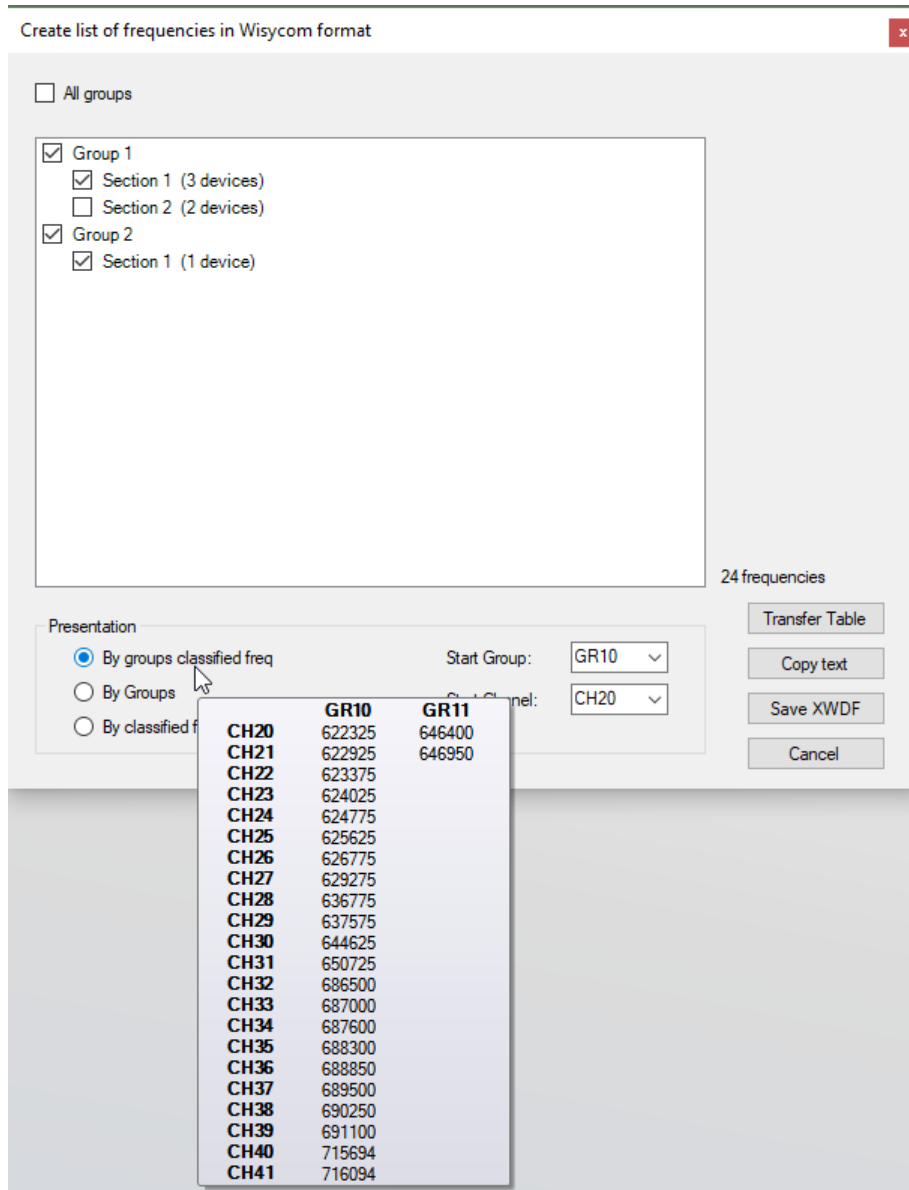 Create list of frequencies in Wisycom format
x
All groups
Group 1
Section 1 (3 devices)
Section 2 (2 devices)
Group 2
Section 1 (1 device)
24 frequencies
Presentation
By groups classified freq
Start Group: GR10
By Groups
nel: CH20
By classified f
Transfer Table
Copy text
Save XWDF
Cancel
GR10 GR11
CH20 622325 646400
CH21 622925 646950
CH22 623375
CH23 624025
CH24 624775
CH25 625625
CH26 626775
CH27 629275
CH28 636775
CH29 637575
CH30 644625
CH31 650725
CH32 686500
CH33 687000
CH34 687600
CH35 688300
CH36 688850
CH37 689500
CH38 690250
CH39 691100
CH40 715694
CH41 716094